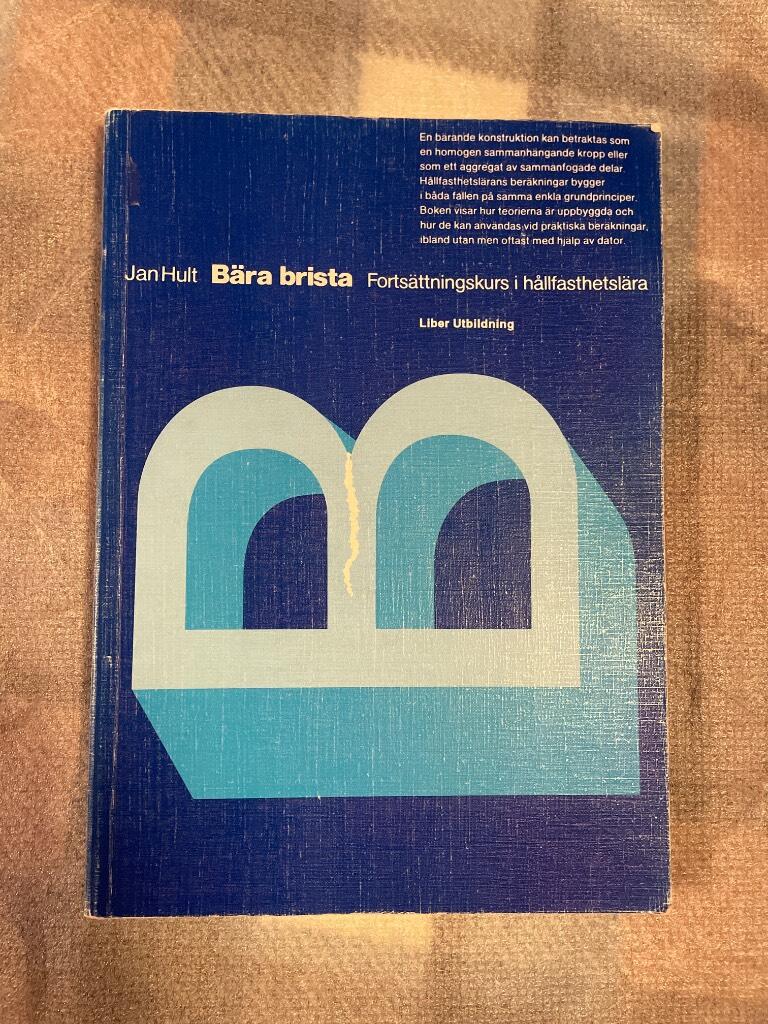 En bärande konstruktion kan betraktas som
en homogen sammanhängande kropp eller
som ett aggregat av sammanfogade delar.
Hållfasthetslärans beräkningar bygger
i båda fallen på samma enkla grundprinciper.
Boken visar hur teorierna är uppbyggda och
hur de kan användas vid praktiska beräkningar,
ibland utan men oftast med hjälp av dator.
Jan Hult Bära brista Fortsättningskurs i hållfasthetslära
Liber Utbildning
B